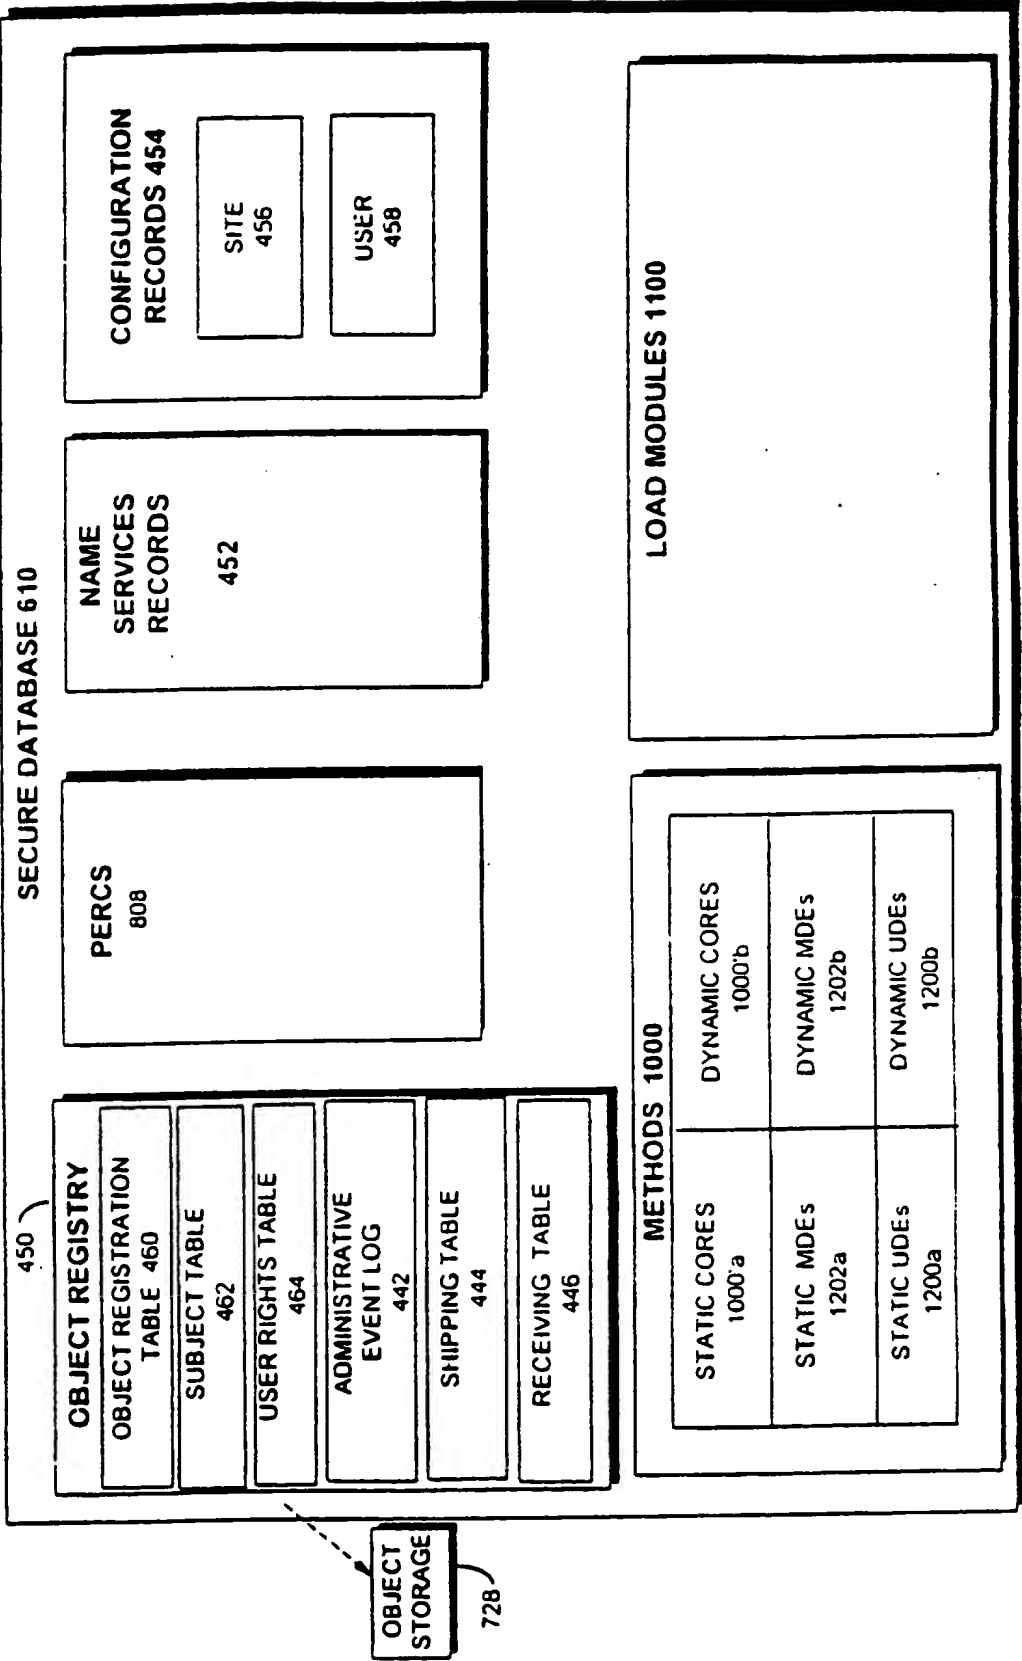 SECURE DATABASE 610
450
OBJECT REGISTRY
OBJECT REGISTRATION
TABLE 460
SUBJECT TABLE
462
USER RIGHTS TABLE
464
ADMINISTRATIVE
EVENT LOG
442
SHIPPING TABLE
444
RECEIVING TABLE
446
PERCS
808
NAME
SERVICES
RECORDS
452
CONFIGURATION
RECORDS 454
SITE
456
USER
458
OBJECT
STORAGE
728
METHODS 1000
STATIC CORES
1000'a
DYNAMIC CORES
1000'b
STATIC MDEs
1202a
DYNAMIC MDEs
1202b
STATIC UDEs
1200a
DYNAMIC UDEs
1200b
LOAD MODULES 1100